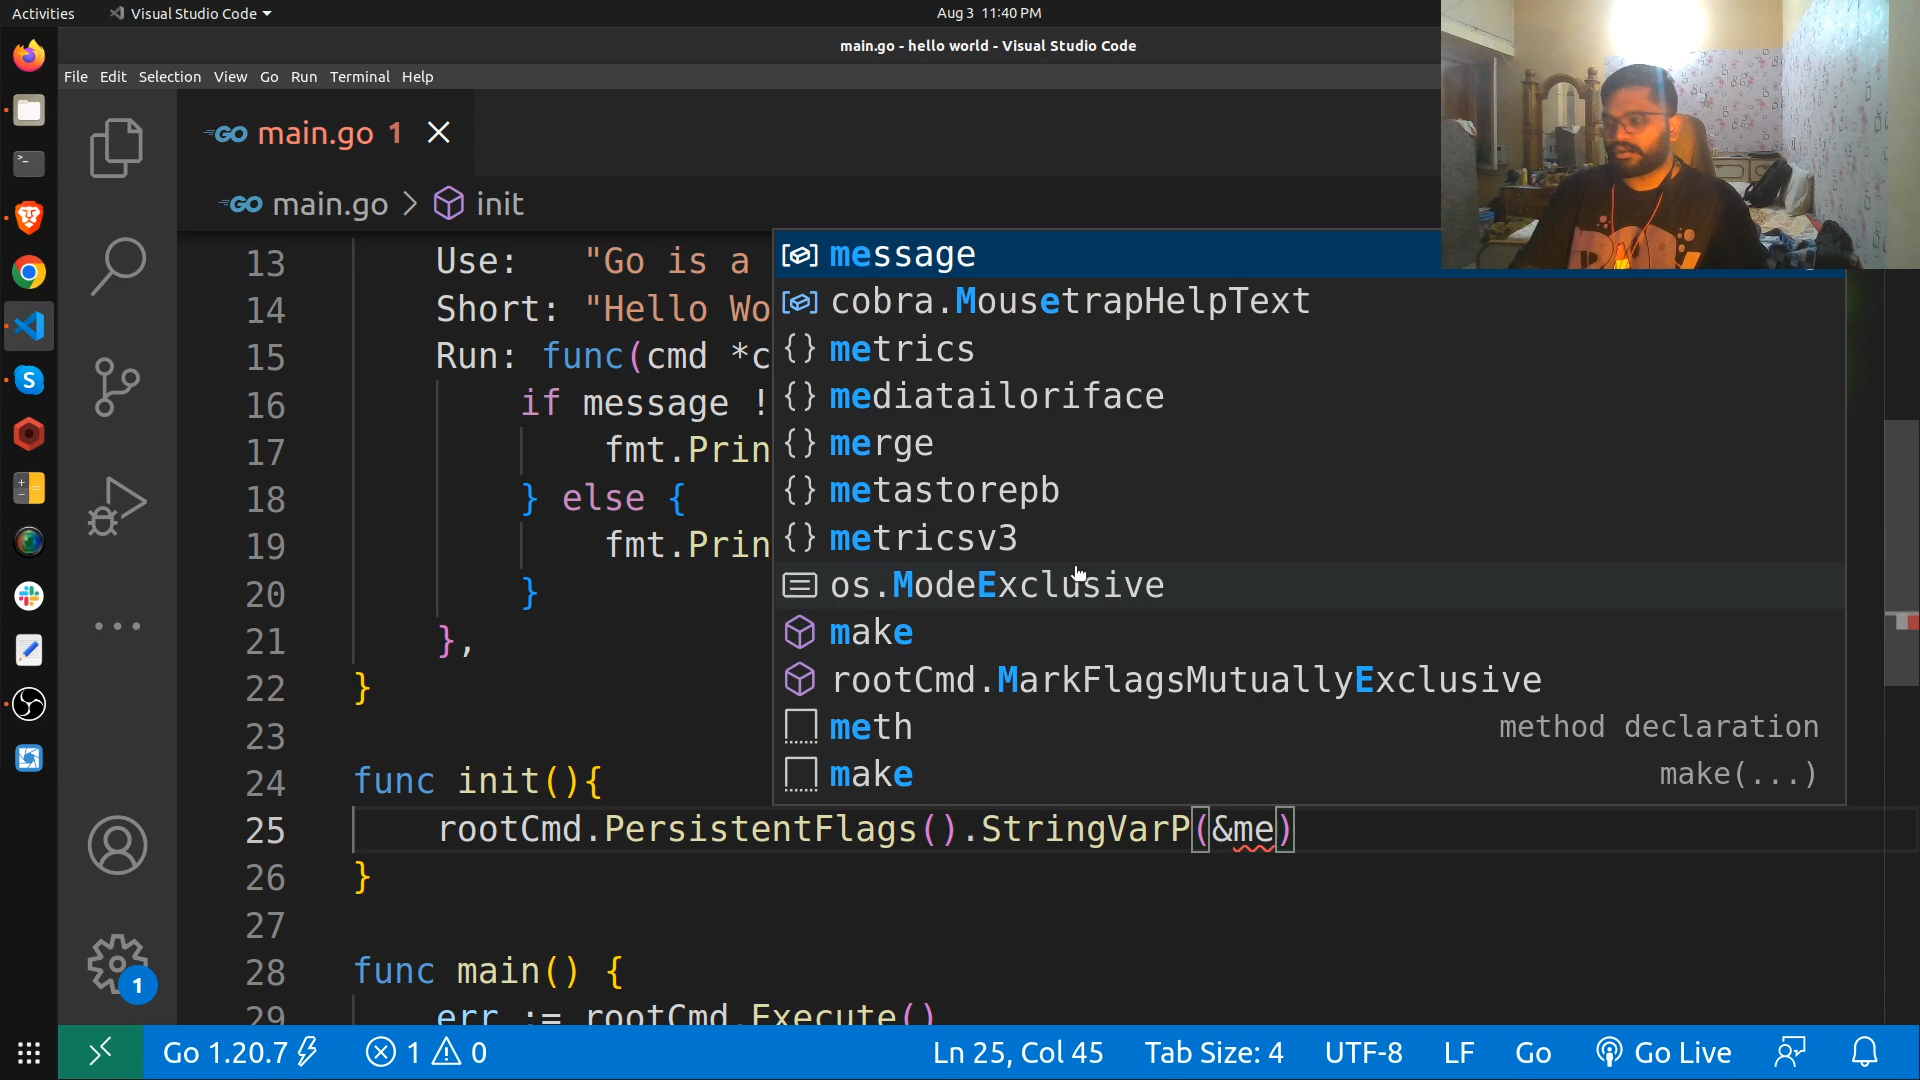 Activities
Visual Studio Code
Aug 3 11:40 PM
main.go - hello world - Visual Studio Code
File Edit Selection View Go Run Terminal Help
GO main.go 1
GO main.go > init
13 Use: "Go is a
14 Short: "Hello Wo
15 Run: func(cmd *c
16 if message !
17 fmt.Prin
18 } else {
19 fmt.Prin
20 }
21 },
22 }
23
24 func init(){
25 rootCmd.PersistentFlags().StringVarP(&me)
26 }
27
28 func main() {
29 err := rootCmd.Execute()
message
cobra.MousetrapHelpText
metrics
mediatailoriface
merge
metastorepb
metricsv3
os.ModeExclusive
make
rootCmd.MarkFlagsMutuallyExclusive
meth method declaration
make make(...)
1
Go 1.20.7
1 0
Ln 25, Col 45
Tab Size: 4
UTF-8
LF
Go
Go Live